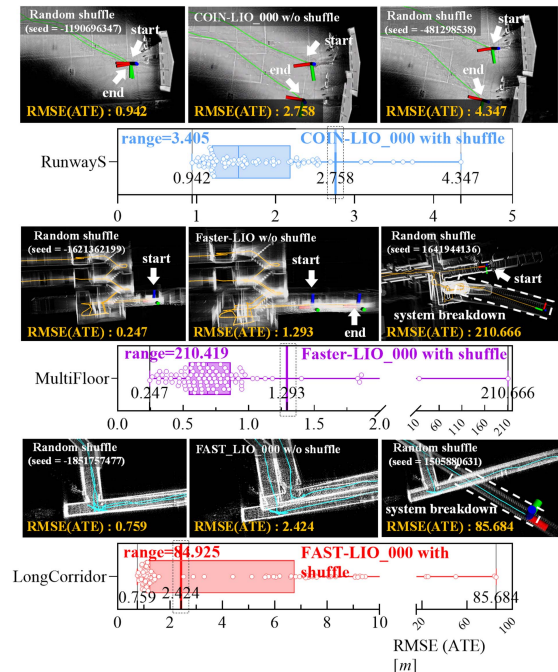 Random shuffle
(seed = -1190696347)
start
end
RMSE(ATE) : 0.942
COIN-LIO_000 w/o shuffle
start
end
RMSE(ATE) : 2.758
Random shuffle
(seed = -481298538)
start
end
RMSE(ATE) : 4.347
range=3.405
COIN-LIO_000 with shuffle
RunwayS
0.942
2.758
4.347
0 1 2 3 4 5
Random shuffle
(seed = -1621362199)
start
RMSE(ATE): 0.247
Faster-LIO w/o shuffle
start
end
RMSE(ATE): 1.293
Random shuffle
(seed = 1641944136)
start
system breakdown
RMSE(ATE): 210.666
range=210.419
Faster-LIO_000 with shuffle
MultiFloor
0.247
1.293
210.666
0.0 0.5 1.0 1.5 2.0 10 60 110 160 210
Random shuffle
(seed = -1851757477)
RMSE(ATE): 0.759
FAST_LIO_000 w/o shuffle
RMSE(ATE): 2.424
Random shuffle
(seed = 1505880631)
system breakdown
RMSE(ATE): 85.684
range=84.925
FAST-LIO_000 with
shuffle
LongCorridor
0.759
2.424
85.684
0 2 4 6 8 10 20 100
RMSE (ATE)
[m]